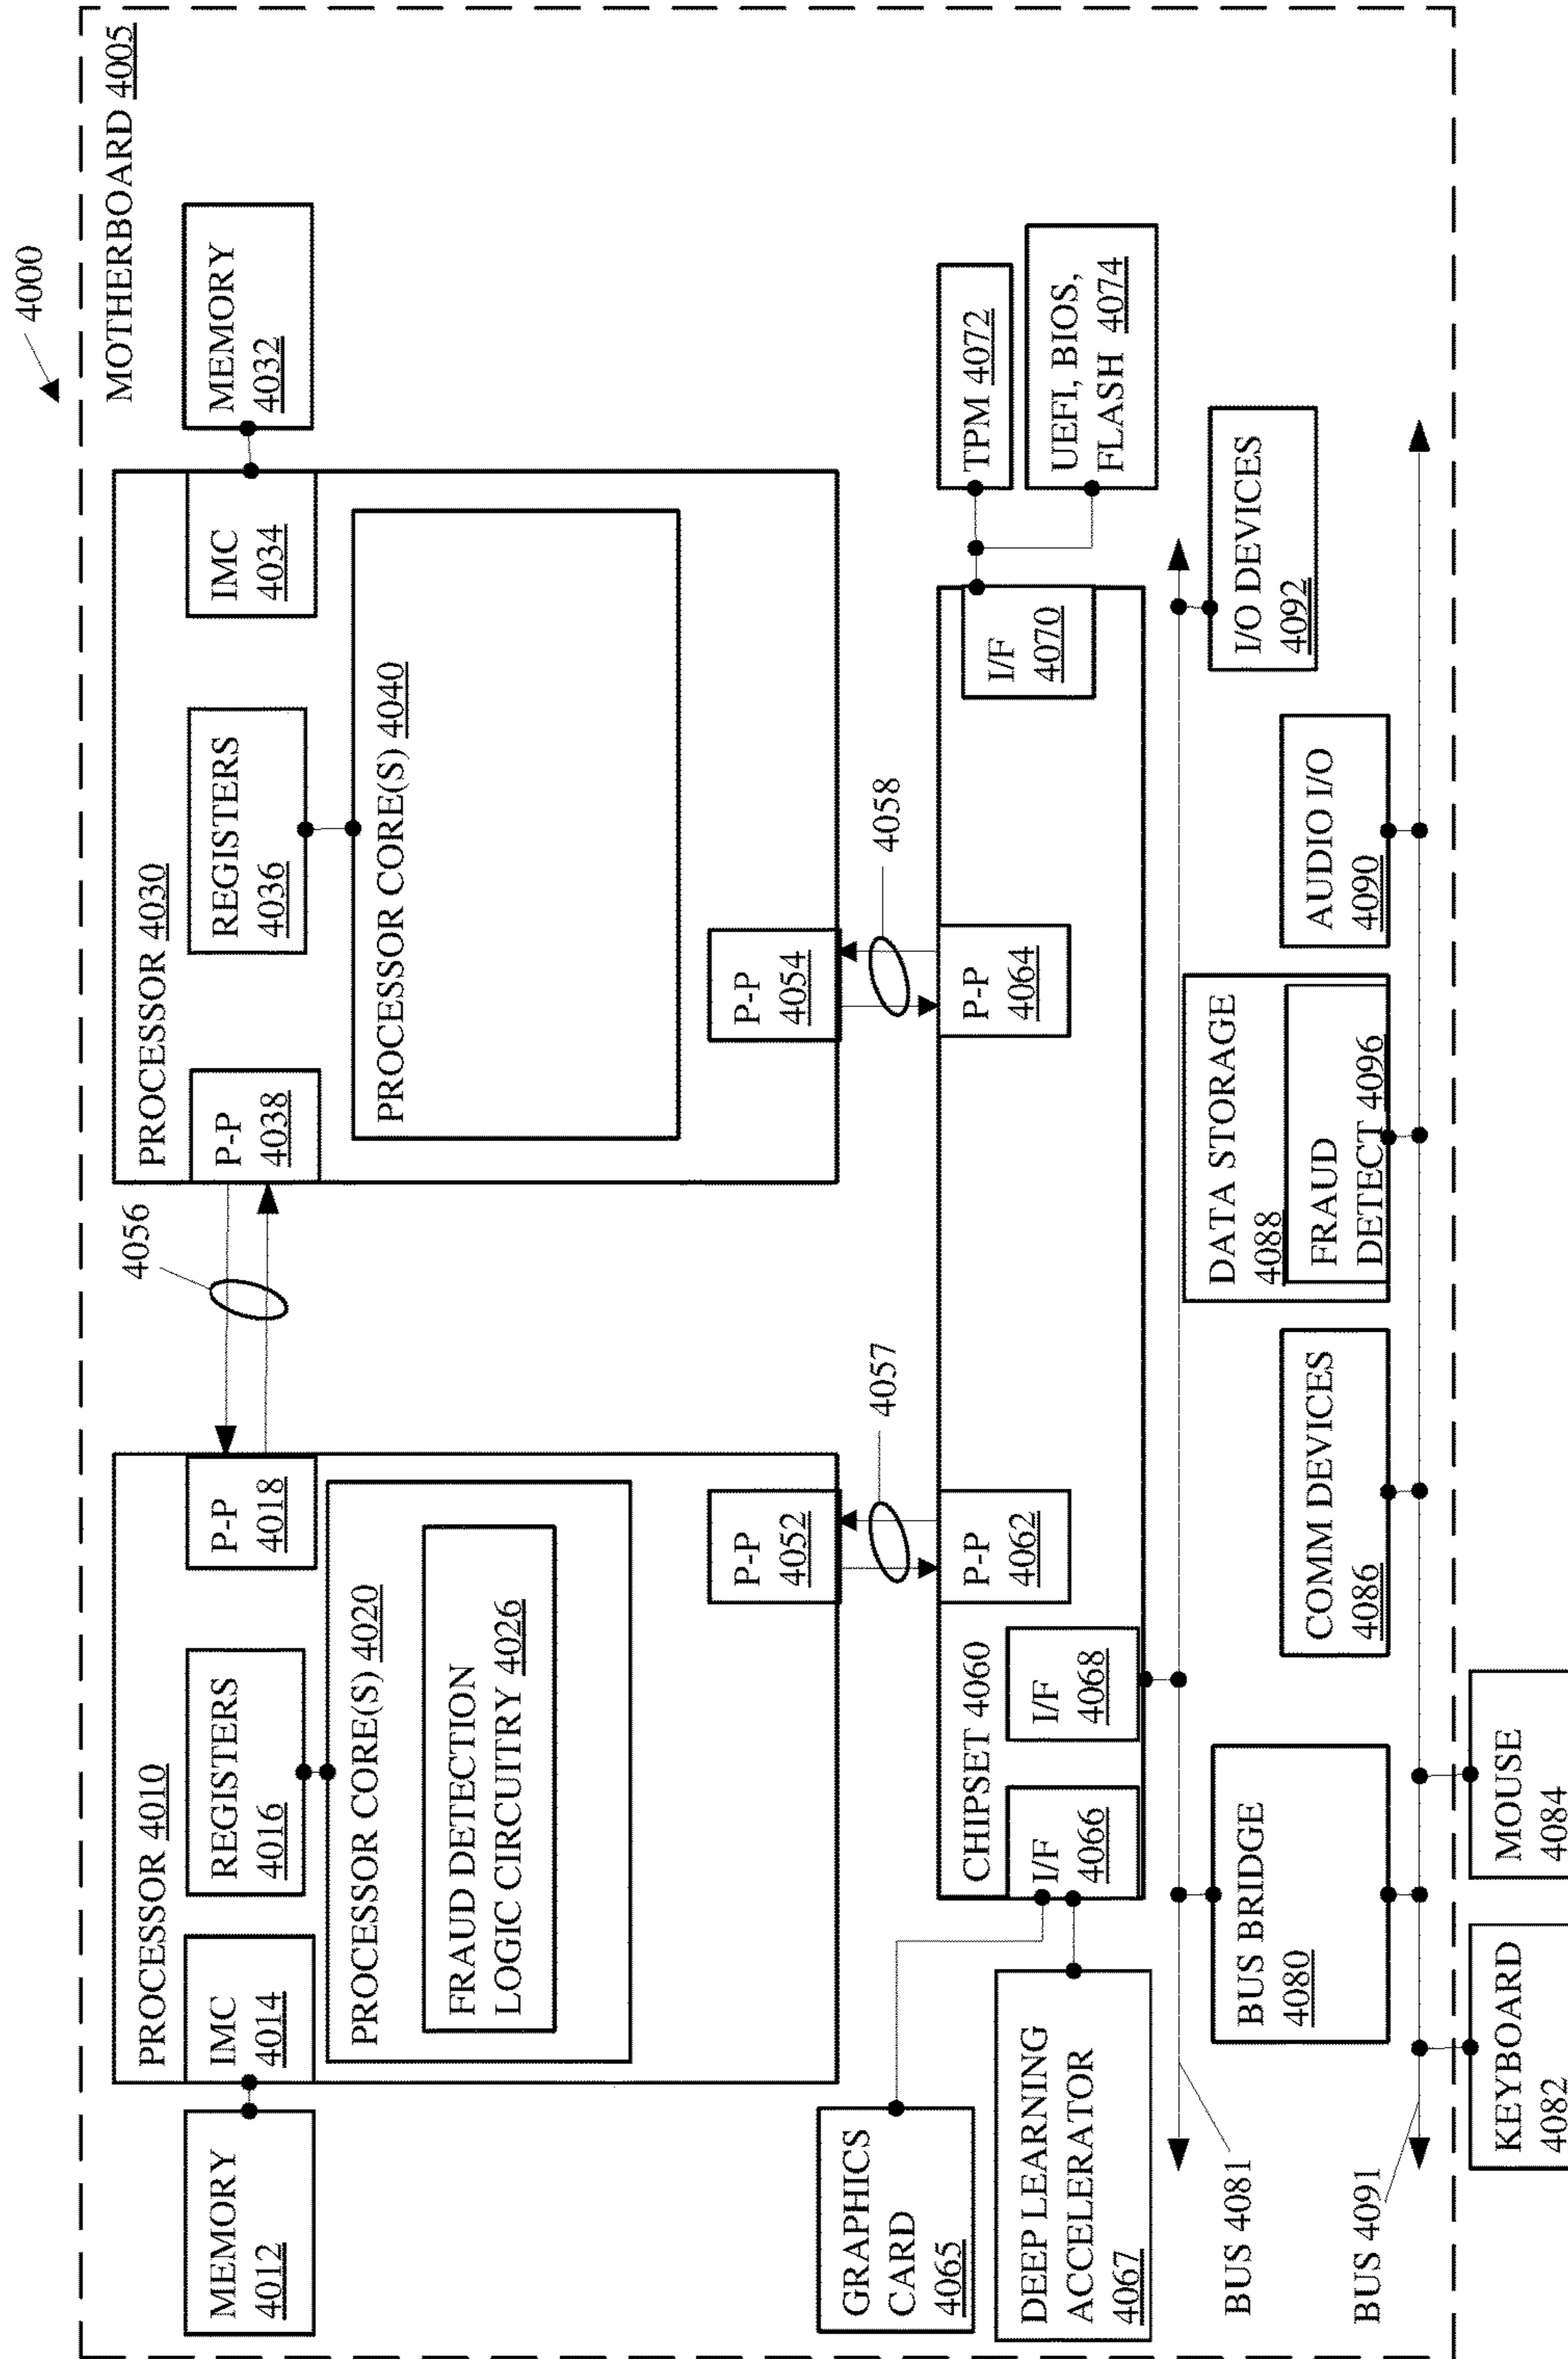 4000
MOTHERBOARD 4005
MEMORY
4012
PROCESSOR 4010
IMC
4014
REGISTERS
4016
P-P
4018
PROCESSOR CORE(S) 4020
FRAUD DETECTION
LOGIC CIRCUITRY 4026
P-P
4052
4056
PROCESSOR 4030
P-P
4038
REGISTERS
4036
IMC
4034
PROCESSOR CORE(S) 4040
P-P
4054
MEMORY
4032
4057
4058
GRAPHICS
CARD
4065
DEEP LEARNING
ACCELERATOR
4067
CHIPSET 4060
I/F
4066
I/F
4068
P-P
4062
P-P
4064
I/F
4070
TPM 4072
UEFI, BIOS,
FLASH 4074
BUS 4081
BUS BRIDGE
4080
I/O DEVICES
4092
COMM DEVICES
4086
DATA STORAGE
4088
FRAUD
DETECT 4096
AUDIO I/O
4090
BUS 4091
KEYBOARD
4082
MOUSE
4084